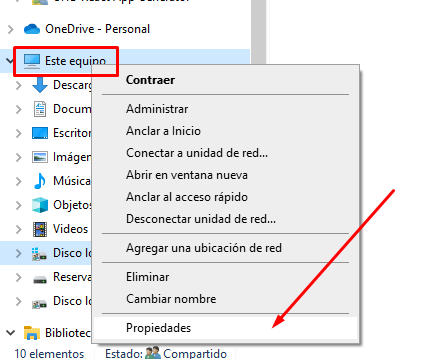 OneDrive - Personal
Este equipo
Contraer
Descarg
Administrar
Docum
Anclar a Inicio
Escritor
Conectar a unidad de red...
Imágen
Abrir en ventana nueva
Música
Anclar al acceso rápido
Objetos
Desconectar unidad de red...
Videos
Agregar una ubicación de red
Disco lo
Reserva
Eliminar
Disco lo
Cambiar nombre
Bibliotec
Propiedades
10 elementos Estado: Compartido